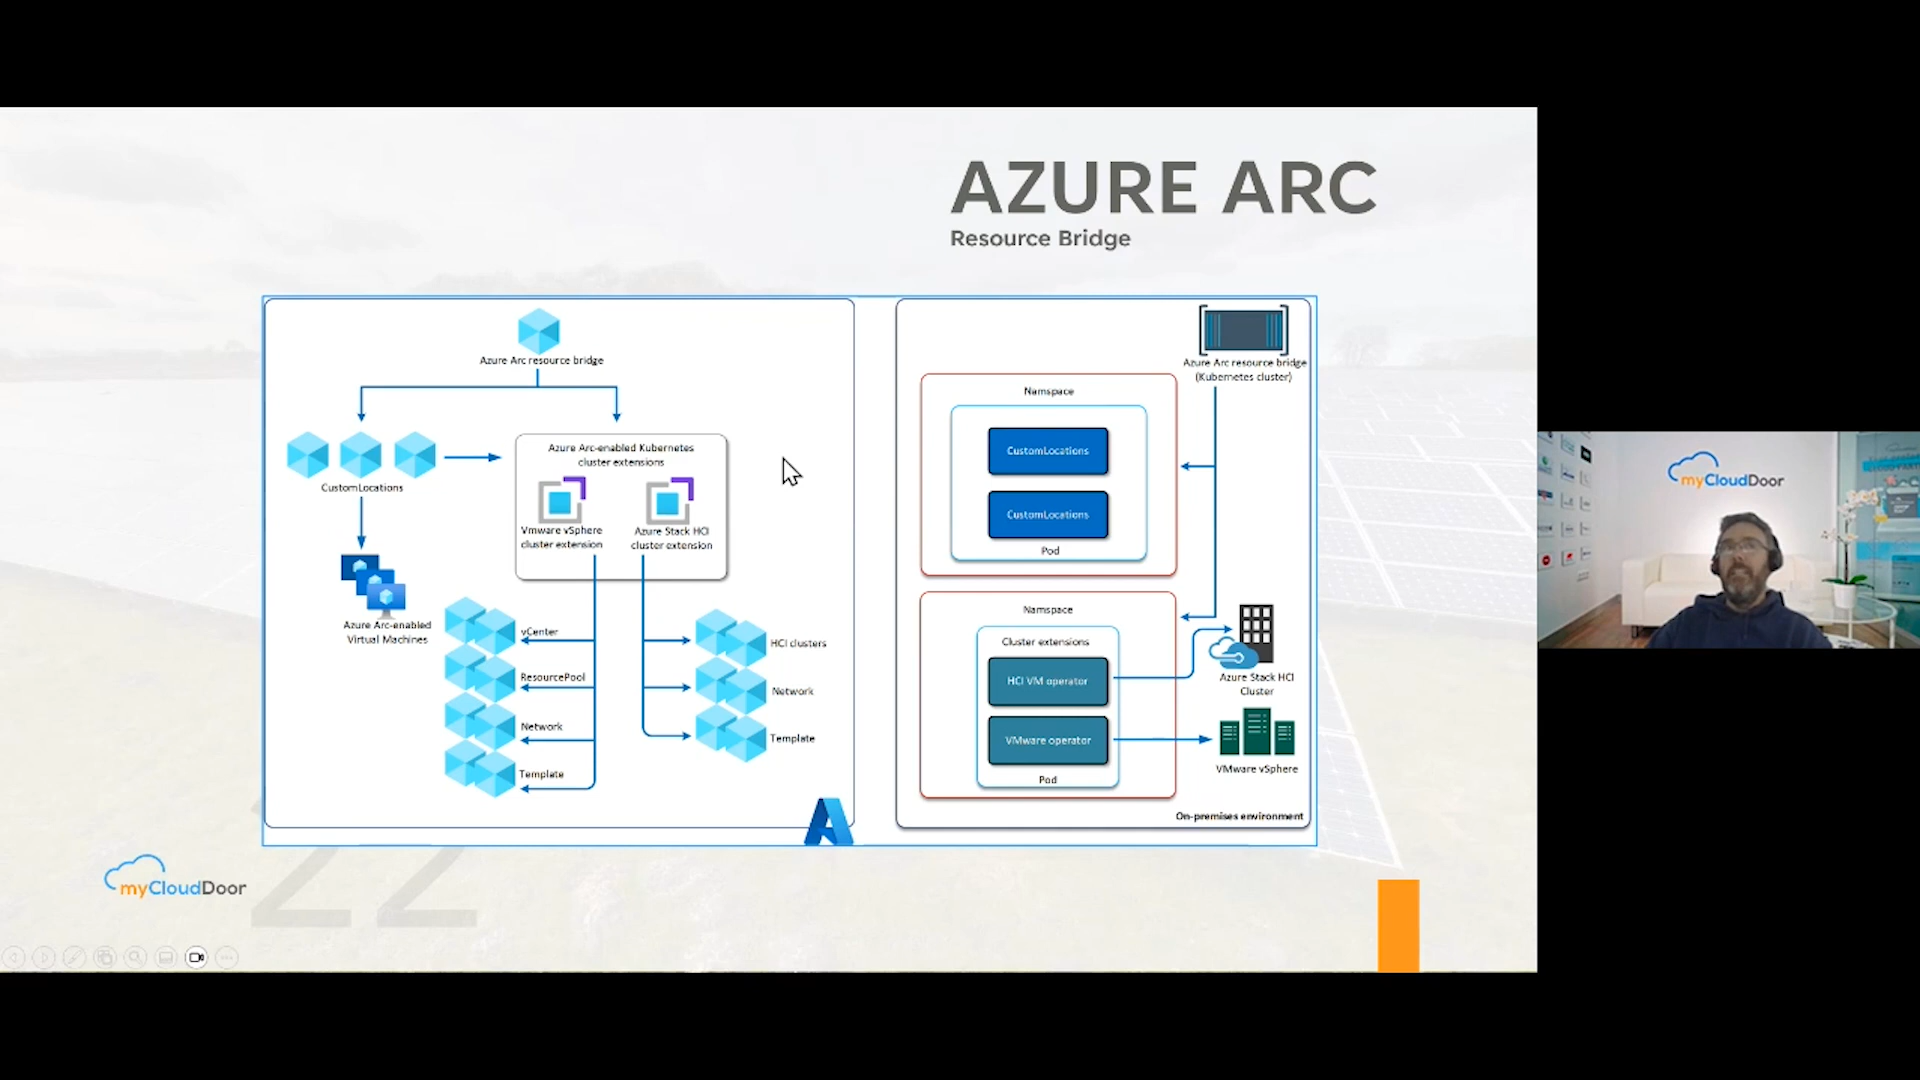 AZURE ARC
Resource Bridge
Azure Arc resource bridge
CustomLocations
Azure Arc-enabled Kubernetes
cluster extensions
Vmware vSphere
cluster extension
Azure Stack HCI
cluster extension
Azure Arc-enabled
Virtual Machines
vCenter
ResourcePool
Network
Template
HCI clusters
Network
Template
Azure Arc resource bridge
(Kubernetes cluster)
Namspace
CustomLocations
CustomLocations
Pod
Namspace
Cluster extensions
HCI VM operator
VMware operator
Pod
Azure Stack HCI
Cluster
VMware vSphere
On-premises environment
myCloudDoor
22
myCloudDoor